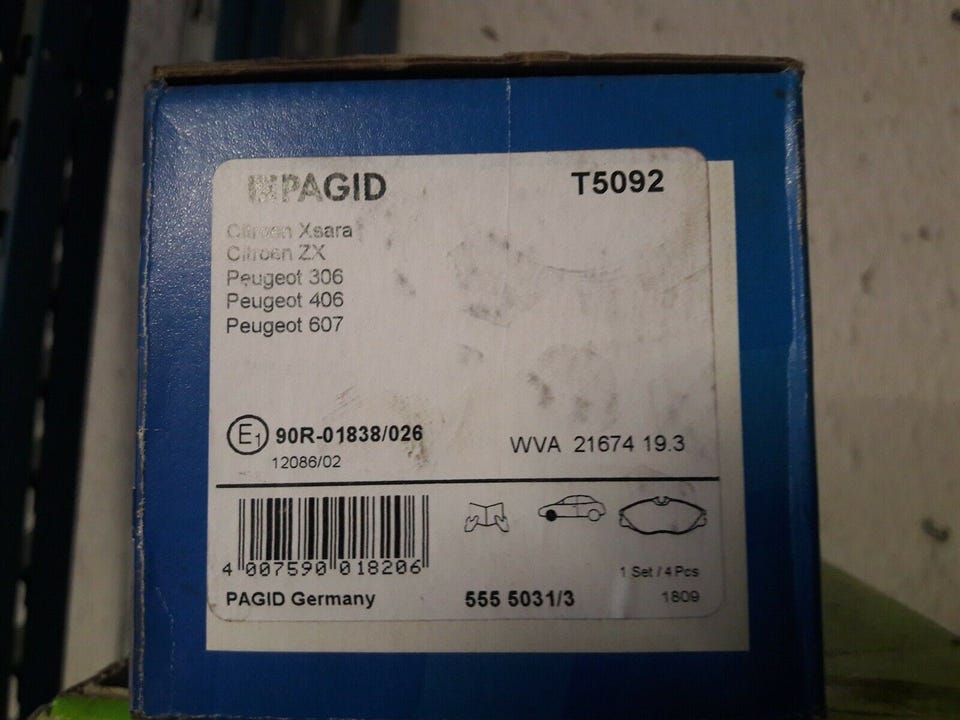 PAGID T5092
Citroen Xsara
Citroen ZX
Peugeot 306
Peugeot 406
Peugeot 607
E1 90R-01838/026
12086/02
WVA 21674 19.3
4 007590 018206
1 Set / 4 Pcs
PAGID Germany 555 5031/3 1809